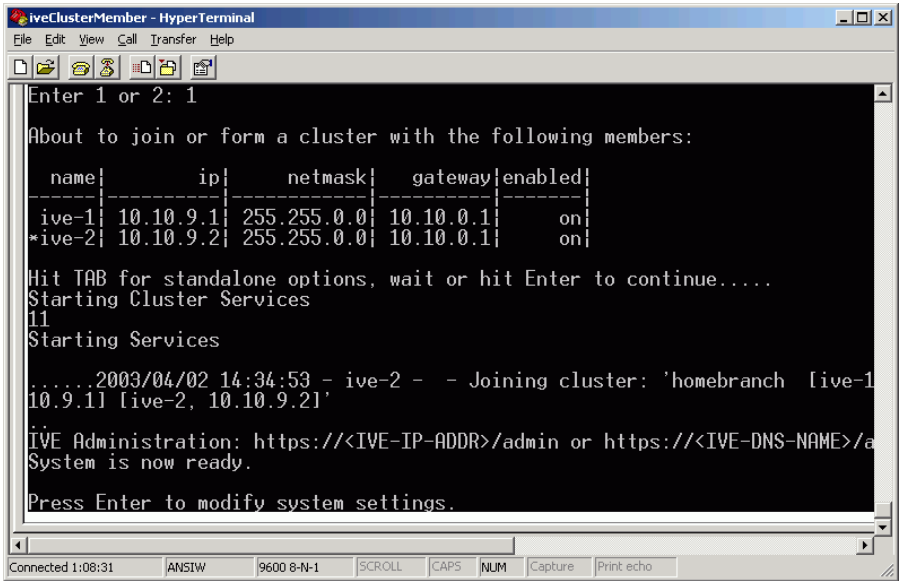 iveClusterMember - HyperTerminal
File Edit View Call Transfer Help
Enter 1 or 2: 1
About to join or form a cluster with the following members:
name| ip| netmask| gateway|enabled|
------|----------|------------|----------|-------|
ive-1| 10.10.9.1| 255.255.0.0| 10.10.0.1| on|
*ive-2| 10.10.9.2| 255.255.0.0| 10.10.0.1| on|
Hit TAB for standalone options, wait or hit Enter to continue.....
Starting Cluster Services
11
Starting Services
......2003/04/02 14:34:53 - ive-2 - - Joining cluster: 'homebranch [ive-1
10.9.1] [ive-2, 10.10.9.2]'
..
IVE Administration: https://<IVE-IP-ADDR>/admin or https://<IVE-DNS-NAME>/a
System is now ready.
Press Enter to modify system settings.
Connected 1:08:31 ANSIW 9600 8-N-1 SCROLL CAPS NUM Capture Print echo